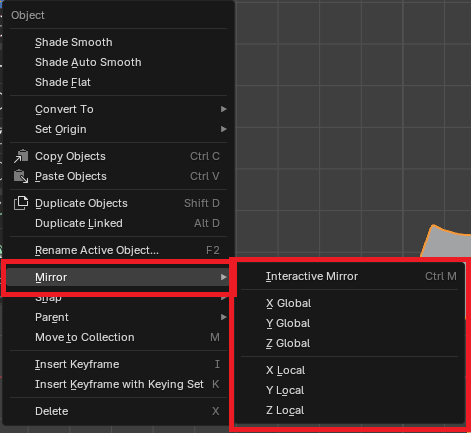 Object
Shade Smooth
Shade Auto Smooth
Shade Flat
Convert To
Set Origin
Copy Objects Ctrl C
Paste Objects Ctrl V
Duplicate Objects Shift D
Duplicate Linked Alt D
Rename Active Object... F2
Mirror
Snap
Parent
Move to Collection M
Insert Keyframe I
Insert Keyframe with Keying Set K
Delete X
Interactive Mirror Ctrl M
X Global
Y Global
Z Global
X Local
Y Local
Z Local